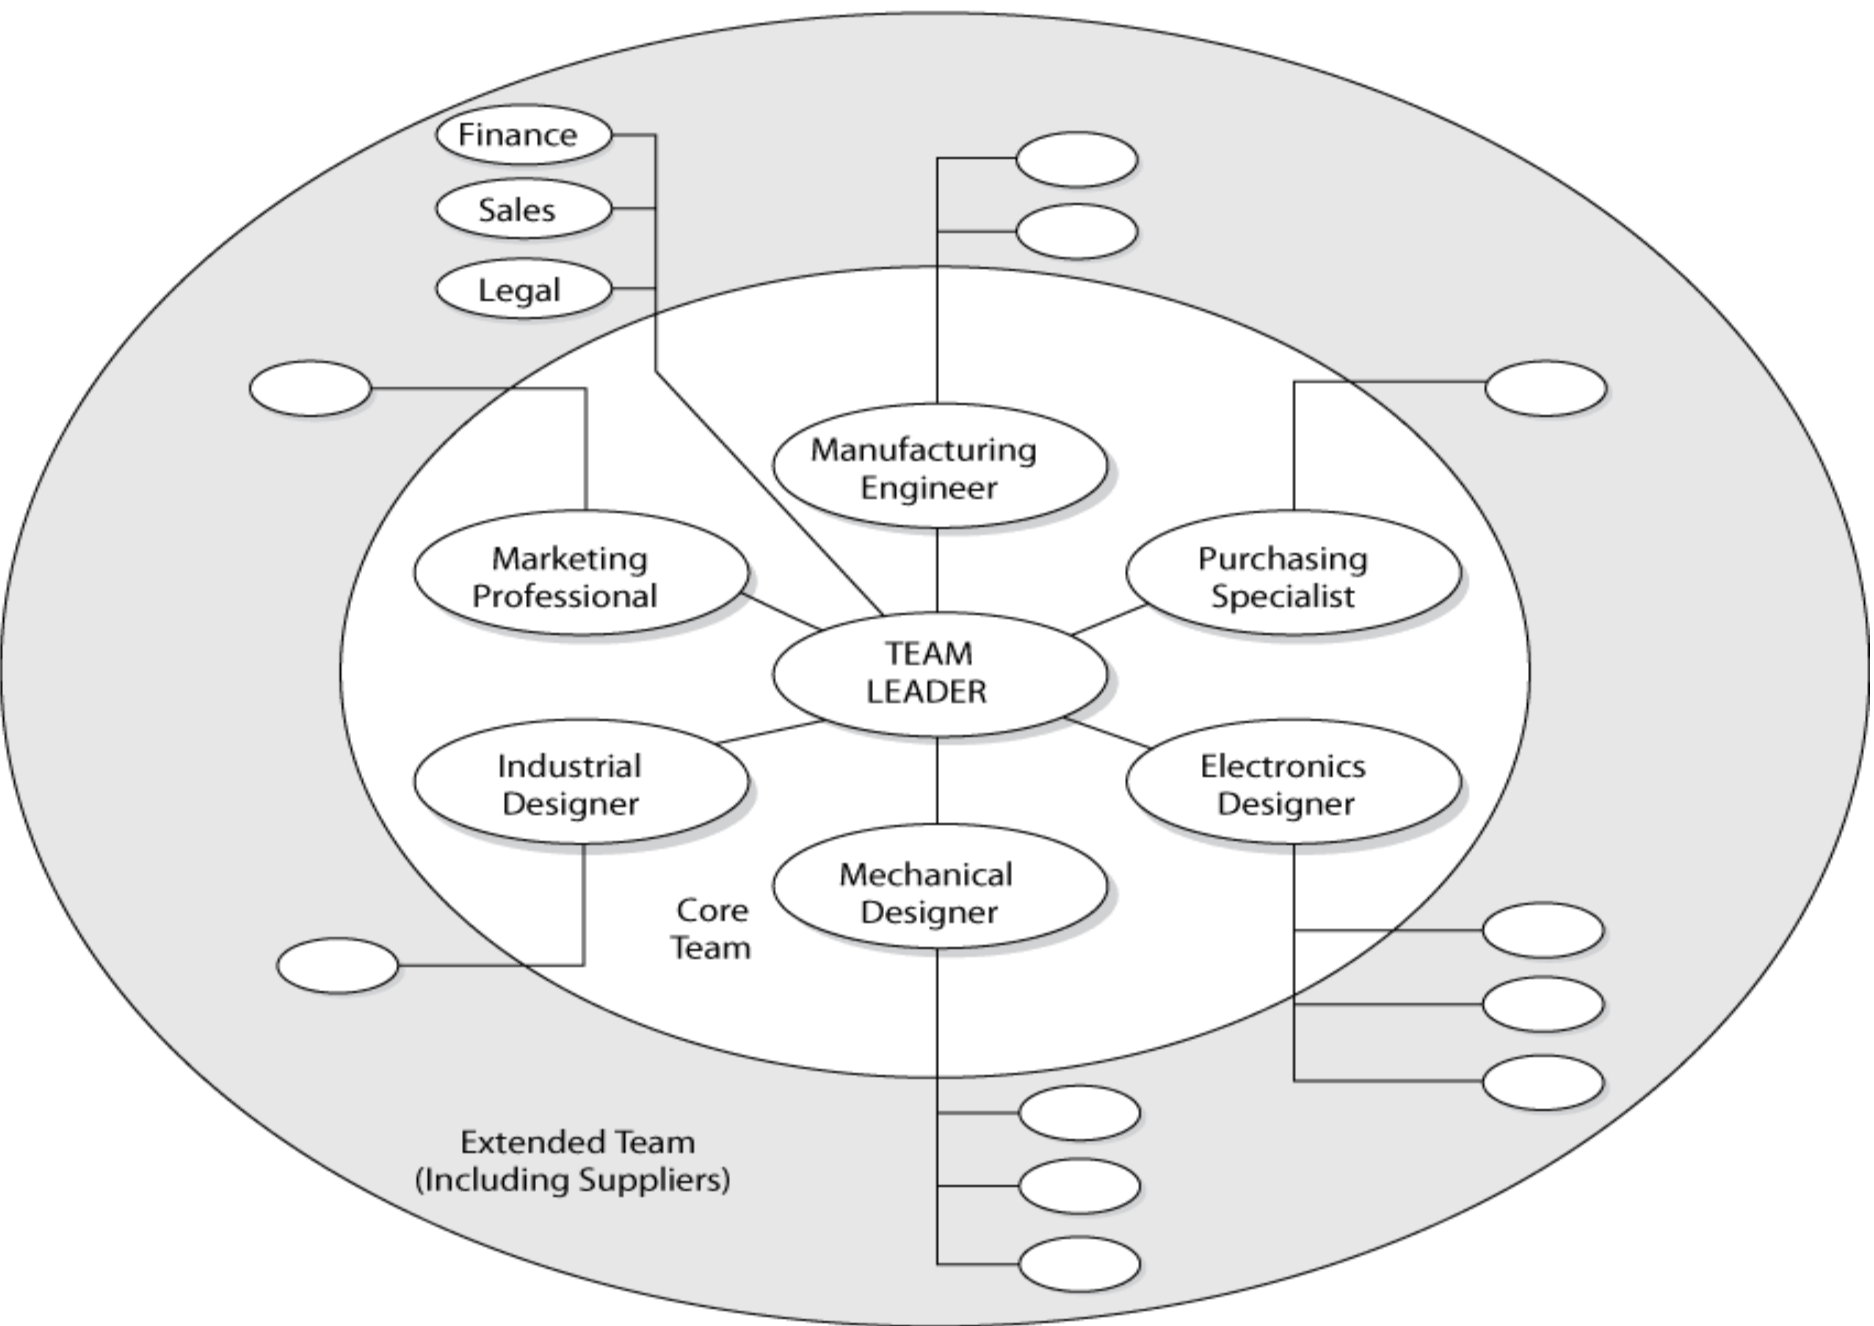 Finance
Sales
Legal
Manufacturing
Engineer
Marketing
Professional
Purchasing
Specialist
TEAM
LEADER
Industrial
Designer
Electronics
Designer
Mechanical
Designer
Core
Team
Extended Team
(Including Suppliers)